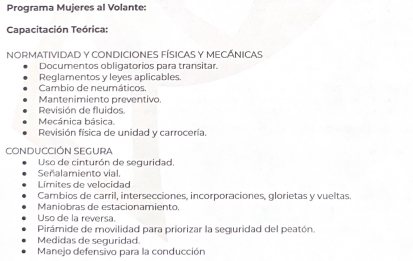 Programa Mujeres al Volante:
Capacitación Teórica:
NORMATIVIDAD Y CONDICIONES FÍSICAS Y MECÁNICAS
• Documentos obligatorios para transitar.
• Reglamentos y leyes aplicables.
• Cambio de neumáticos.
• Mantenimiento preventivo.
• Revisión de fluidos.
• Mecánica básica.
• Revisión física de unidad y carrocería.
CONDUCCIÓN SEGURA
• Uso de cinturón de seguridad.
• Señalamiento vial.
• Límites de velocidad
• Cambios de carril, intersecciones, incorporaciones, glorietas y vueltas.
• Maniobras de estacionamiento.
• Uso de la reversa.
• Pirámide de movilidad para priorizar la seguridad del peatón.
• Medidas de seguridad.
• Manejo defensivo para la conducción